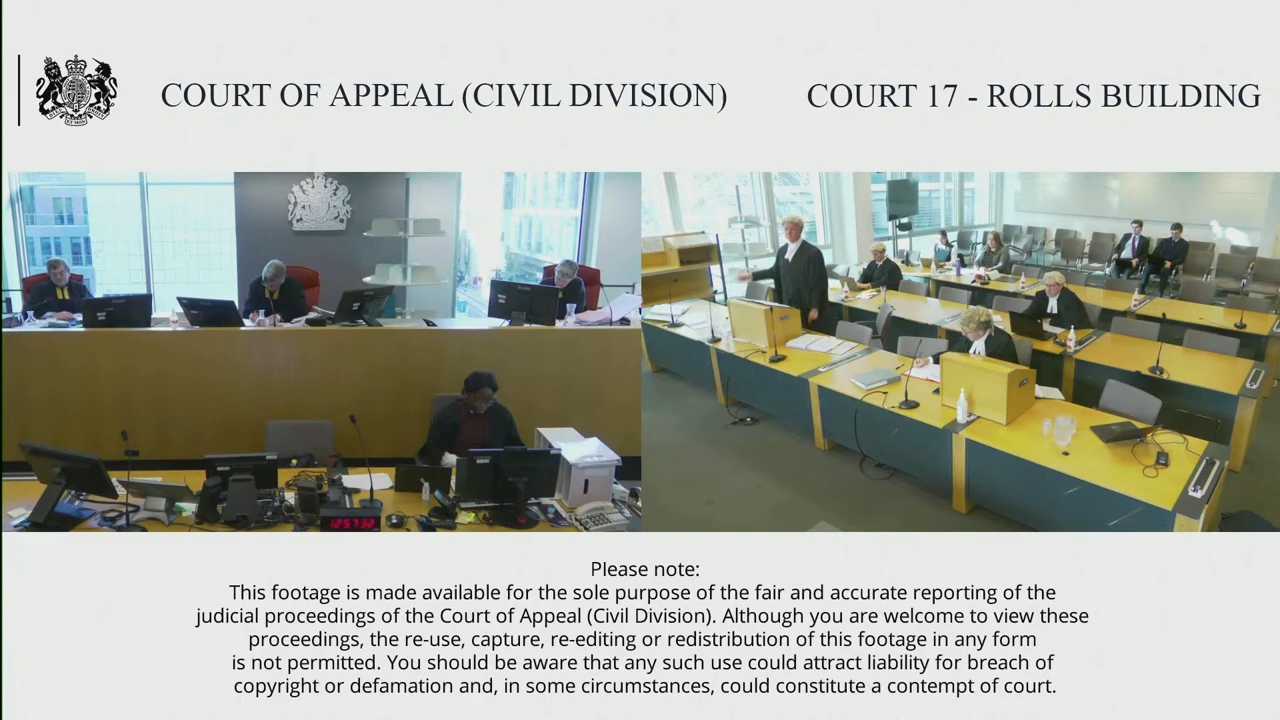 COURT OF APPEAL (CIVIL DIVISION)
COURT 17 - ROLLS BUILDING
12:57:32
Please note:
This footage is made available for the sole purpose of the fair and accurate reporting of the
judicial proceedings of the Court of Appeal (Civil Division). Although you are welcome to view these
proceedings, the re-use, capture, re-editing or redistribution of this footage in any form
is not permitted. You should be aware that any such use could attract liability for breach of
copyright or defamation and, in some circumstances, could constitute a contempt of court.